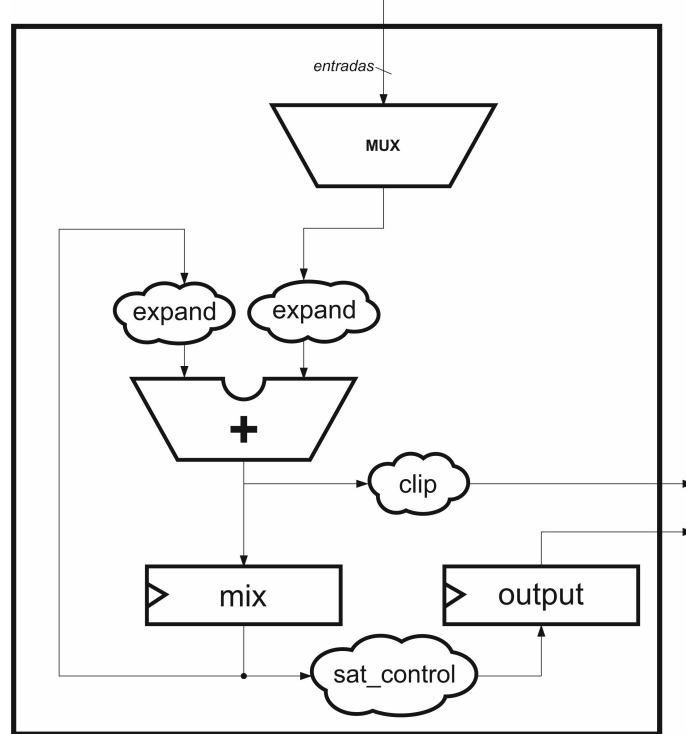 entradas
MUX
expand
expand
+
clip
mix
output
sat_control